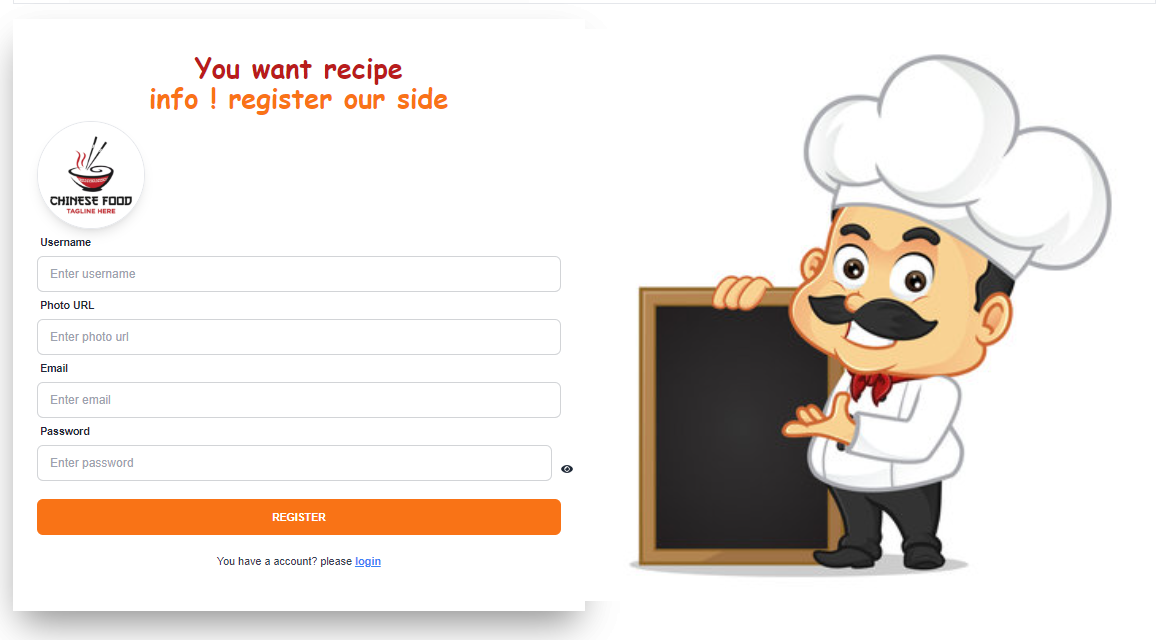 You want recipe
info ! register our side
CHINESE FOOD
TAGLINE HERE
Username
Enter username
Photo URL
Enter photo url
Email
Enter email
Password
Enter password
REGISTER
You have a account? please login